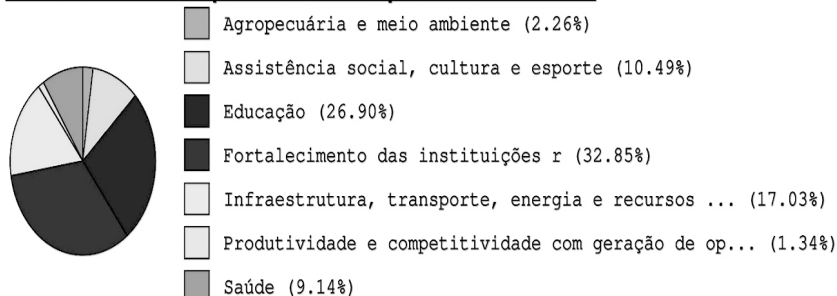 Agropecuária e meio ambiente (2.26%)
Assistência social, cultura e esporte (10.49%)
Educação (26.90%)
Fortalecimento das instituições r (32.85%)
Infraestrutura, transporte, energia e recursos ... (17.03%)
Produtividade e competitividade com geração de op... (1.34%)
Saúde (9.14%)